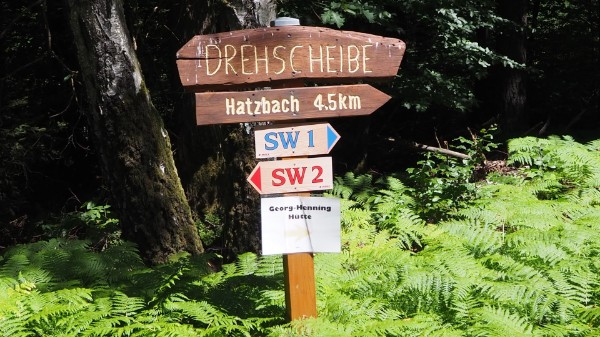 DREHSCHEIBE
Hatzbach 4.5km
SW 1
SW 2
Georg-Henning
Hütte